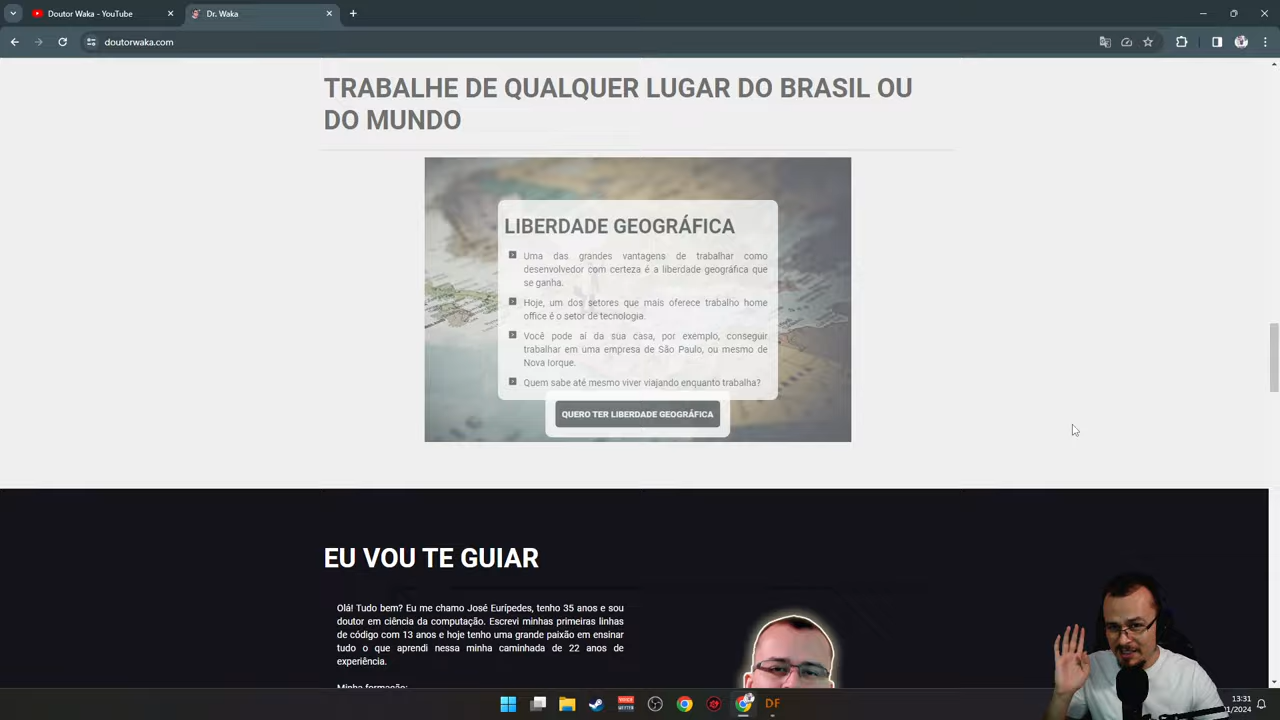 Doutor Waka - YouTube
Dr. Waka
doutorwaka.com
TRABALHE DE QUALQUER LUGAR DO BRASIL OU
DO MUNDO
LIBERDADE GEOGRÁFICA
Uma das grandes vantagens de trabalhar como
desenvolvedor com certeza é a liberdade geográfica que
se ganha.
Hoje, um dos setores que mais oferece trabalho home
office é o setor de tecnologia.
Você pode aí da sua casa, por exemplo, conseguir
trabalhar em uma empresa de São Paulo, ou mesmo de
Nova Iorque.
Quem sabe até mesmo viver viajando enquanto trabalha?
QUERO TER LIBERDADE GEOGRÁFICA
EU VOU TE GUIAR
Olá! Tudo bem? Eu me chamo José Eurípedes, tenho 35 anos e sou
doutor em ciência da computação. Escrevi minhas primeiras linhas
de código com 13 anos e hoje tenho uma grande paixão em ensinar
tudo o que aprendi nessa minha caminhada de 22 anos de
experiência.
Minha formação:
DF
13:31
1/2024